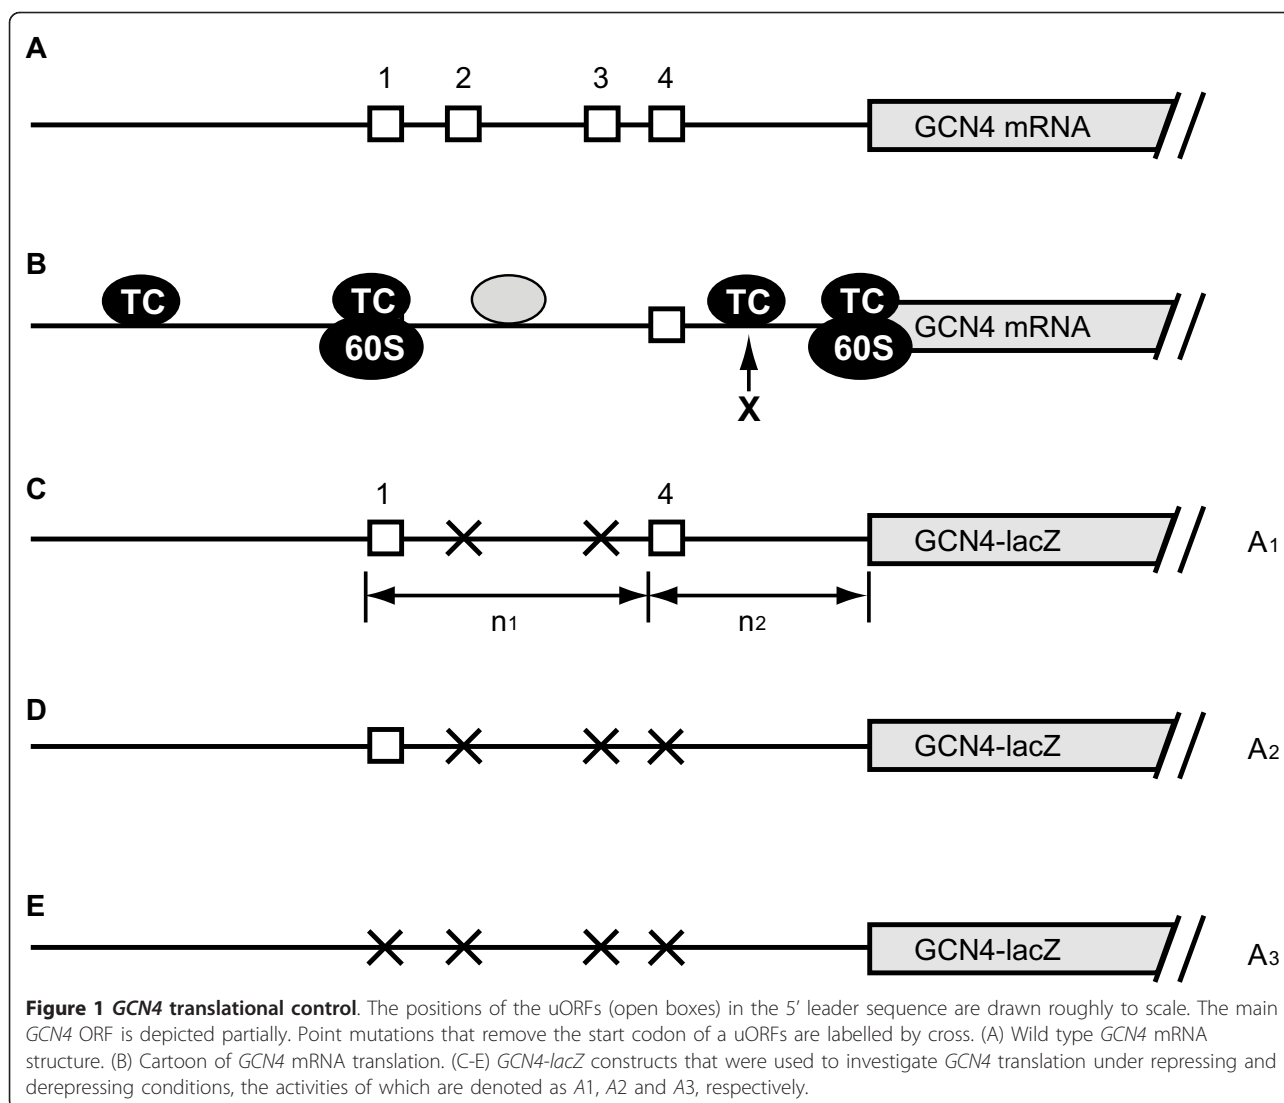 A
1 2 3 4
GCN4 mRNA
B
TC TC TC TC
60S 60S GCN4 mRNA
X
C
1 4
GCN4-lacZ A1
n1 n2
D
GCN4-lacZ A2
E
GCN4-lacZ A3
Figure 1 GCN4 translational control. The positions of the uORFs (open boxes) in the 5’ leader sequence are drawn roughly to scale. The main
GCN4 ORF is depicted partially. Point mutations that remove the start codon of a uORFs are labelled by cross. (A) Wild type GCN4 mRNA
structure. (B) Cartoon of GCN4 mRNA translation. (C-E) GCN4-lacZ constructs that were used to investigate GCN4 translation under repressing and
derepressing conditions, the activities of which are denoted as A1, A2 and A3, respectively.